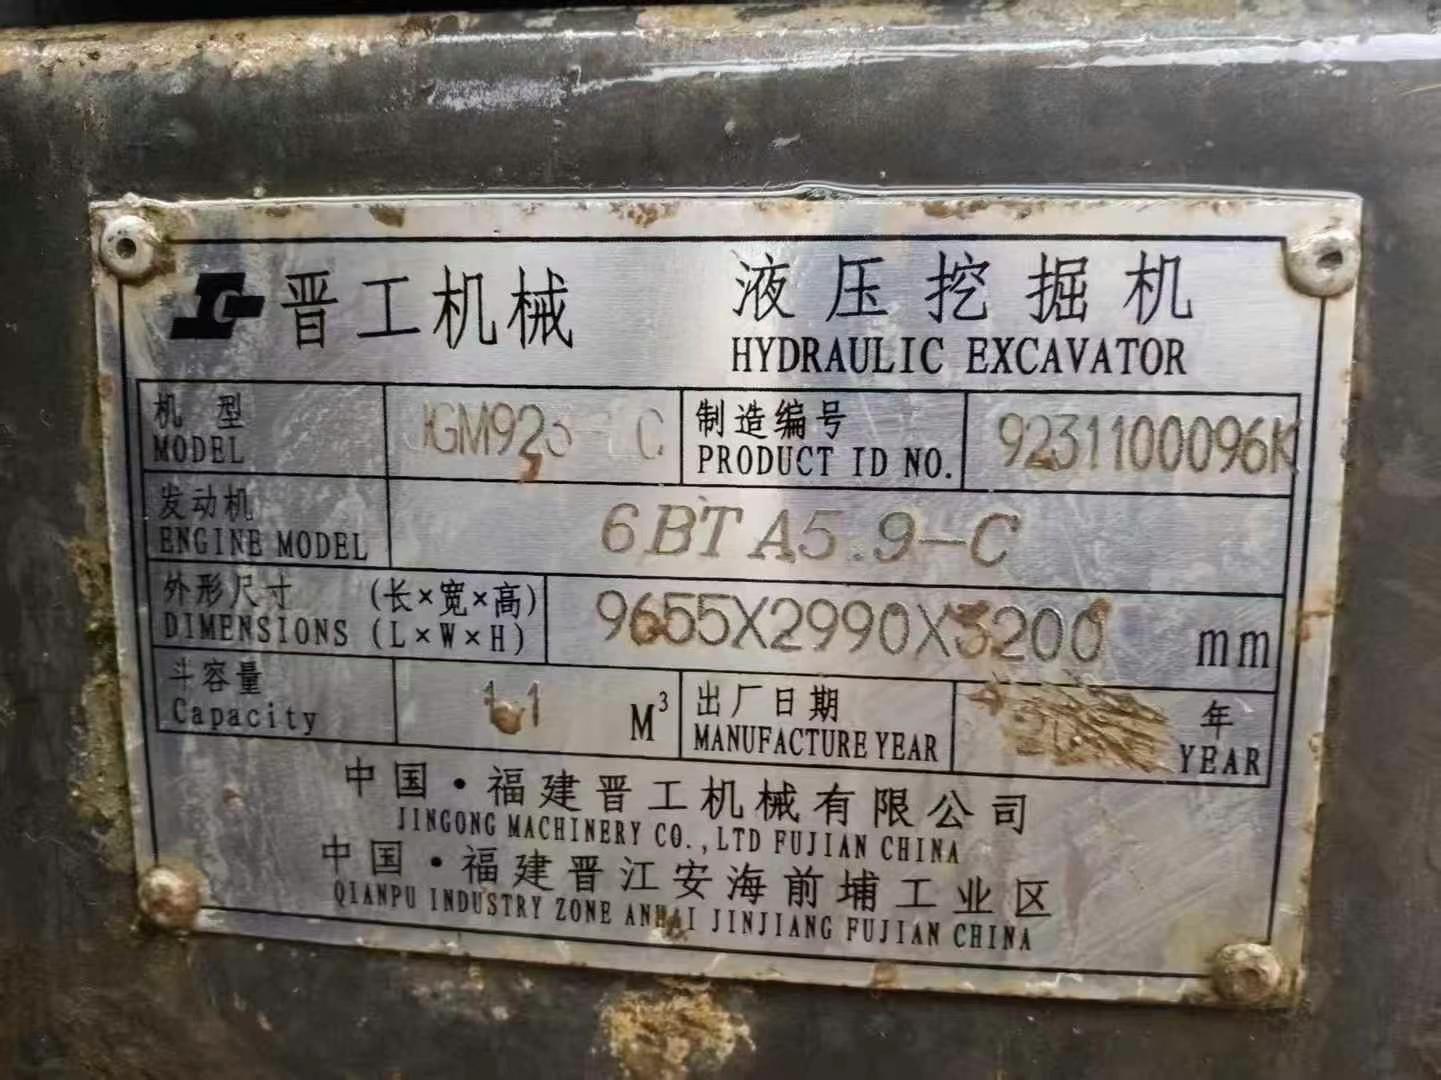 晋工机械
液压挖掘机
HYDRAULIC EXCAVATOR
机型
MODEL
制造编号
PRODUCT ID NO.
9231100096K
发动机
ENGINE MODEL
6BTA5.9-C
外形尺寸 (长×宽×高)
DIMENSIONS (L×W×H)
9655X2990X3200 mm
斗容量
Capacity
1.1 M³
出厂日期
MANUFACTURE YEAR
年
YEAR
中国·福建晋工机械有限公司
JINGONG MACHINERY CO.,LTD FUJIAN CHINA
中国·福建晋江安海前埔工业区
QIANPU INDUSTRY ZONE ANHAI JINJIANG FUJIAN CHINA